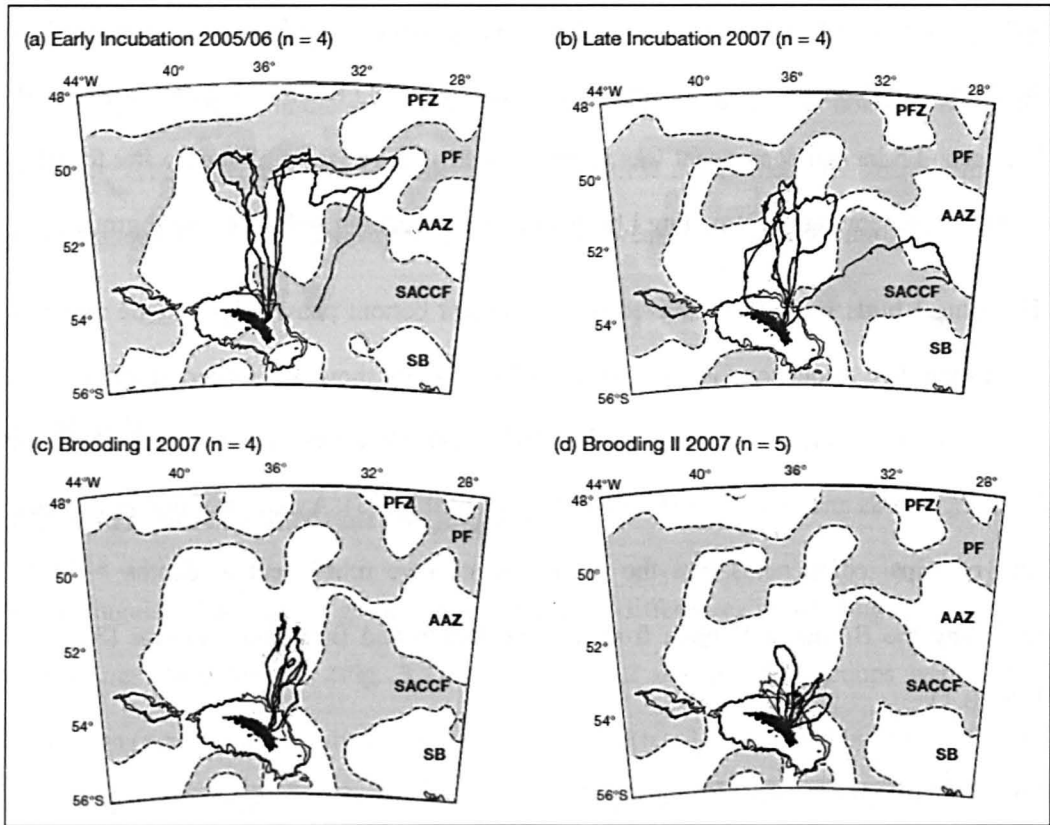 (a) Early Incubation 2005/06 (n = 4)
44°W 40° 36° 32° 28°
48°
50°
52°
54°
56°S
PFZ
PF
AAZ
SACCF
SB
(b) Late Incubation 2007 (n = 4)
44°W 40° 36° 32° 28°
48°
50°
52°
54°
56°S
PFZ
PF
AAZ
SACCF
SB
(c) Brooding I 2007 (n = 4)
44°W 40° 36° 32° 28°
48°
50°
52°
54°
56°S
PFZ
PF
AAZ
SACCF
SB
(d) Brooding II 2007 (n = 5)
44°W 40° 36° 32° 28°
48°
50°
52°
54°
56°S
PFZ
PF
AAZ
SACCF
SB